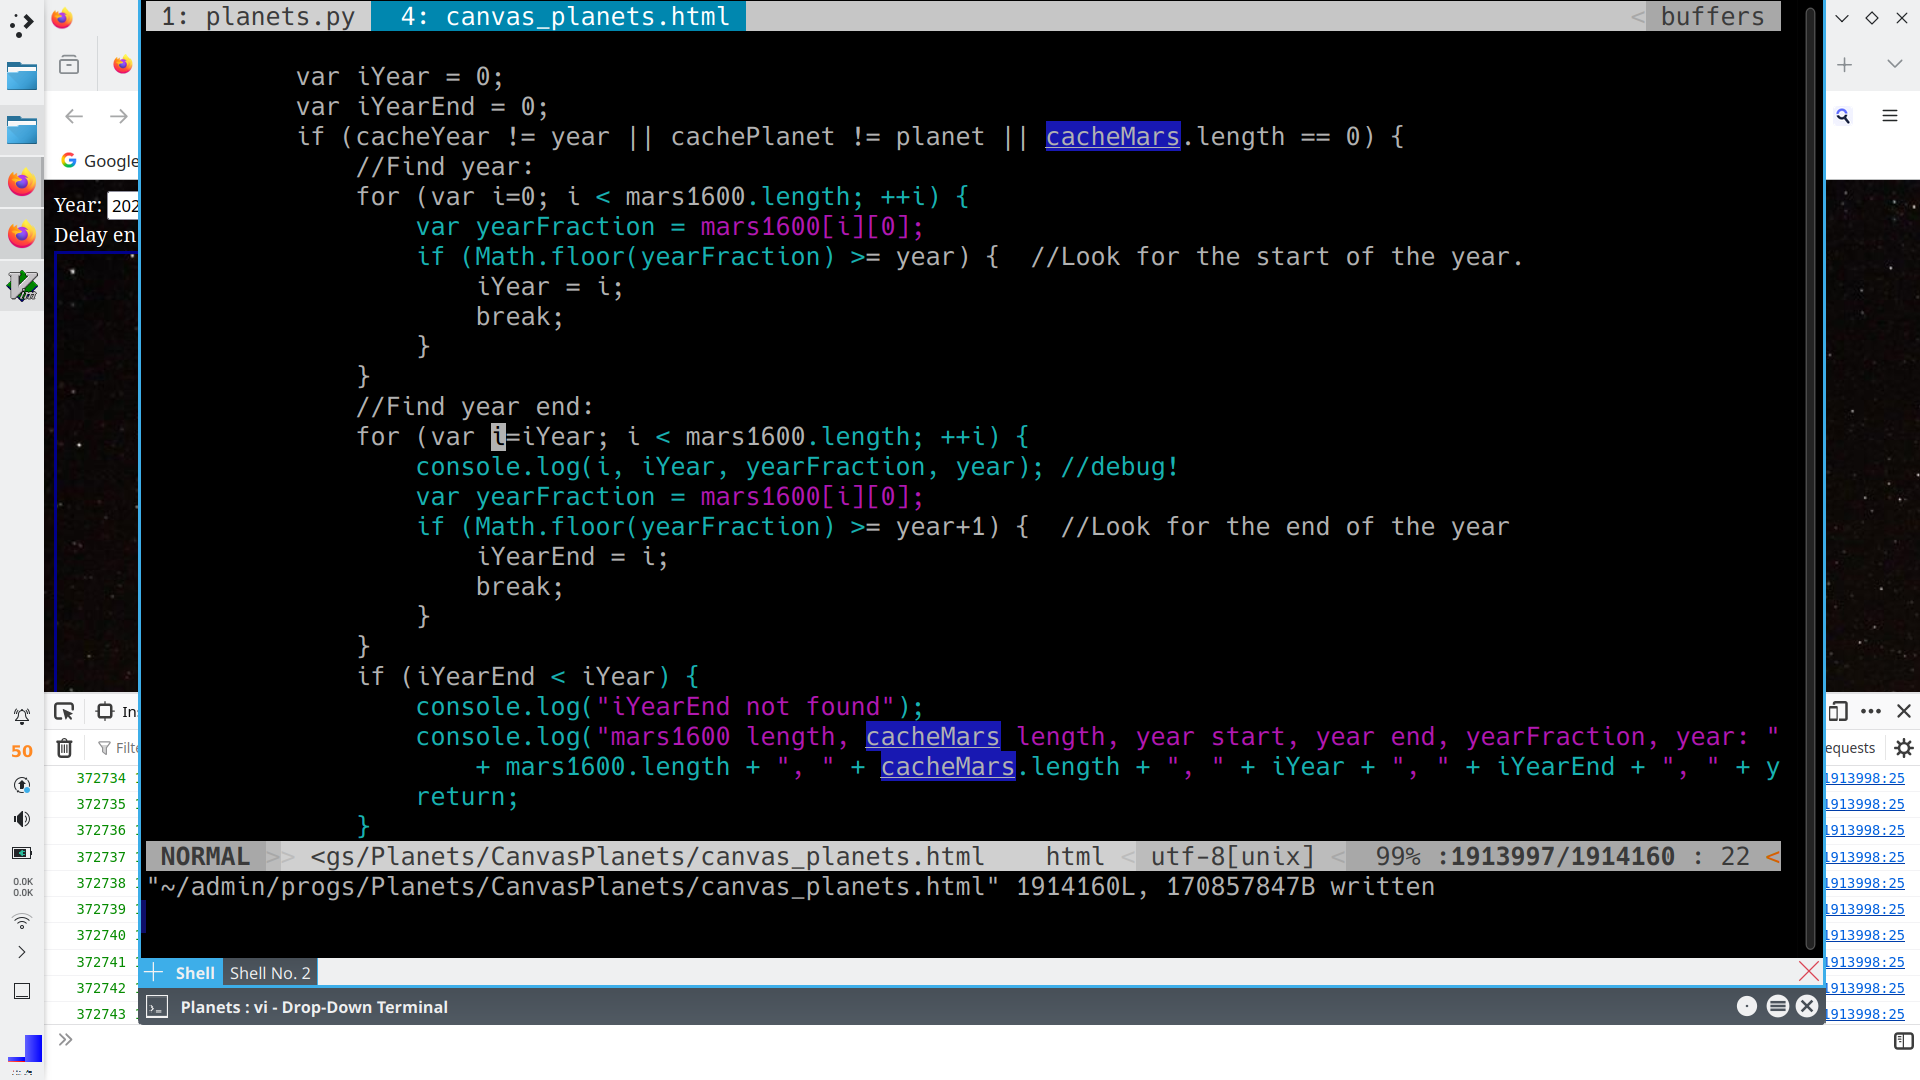 1: planets.py 4: canvas_planets.html < buffers
var iYear = 0;
var iYearEnd = 0;
if (cacheYear != year || cachePlanet != planet || cacheMars.length == 0) {
//Find year:
for (var i=0; i < mars1600.length; ++i) {
var yearFraction = mars1600[i][0];
if (Math.floor(yearFraction) >= year) {  //Look for the start of the year.
iYear = i;
break;
}
}
//Find year end:
for (var i=iYear; i < mars1600.length; ++i) {
console.log(i, iYear, yearFraction, year); //debug!
var yearFraction = mars1600[i][0];
if (Math.floor(yearFraction) >= year+1) {  //Look for the end of the year
iYearEnd = i;
break;
}
}
if (iYearEnd < iYear) {
console.log("iYearEnd not found");
console.log("mars1600 length, cacheMars length, year start, year end, yearFraction, year: "
+ mars1600.length + ", " + cacheMars.length + ", " + iYear + ", " + iYearEnd + ", " + y
return;
}
NORMAL >> <gs/Planets/CanvasPlanets/canvas_planets.html html < utf-8[unix] < 99% :1913997/1914160 : 22 <
"~/admin/progs/Planets/CanvasPlanets/canvas_planets.html" 1914160L, 170857847B written
Shell Shell No. 2
Planets : vi - Drop-Down Terminal
Google
Year: 202
Delay en
In
Filte
equests
50
0.0K
0.0K
372734 1913998:25
372735 1913998:25
372736 1913998:25
372737 1913998:25
372738 1913998:25
372739 1913998:25
372740 1913998:25
372741 1913998:25
372742 1913998:25
372743 1913998:25